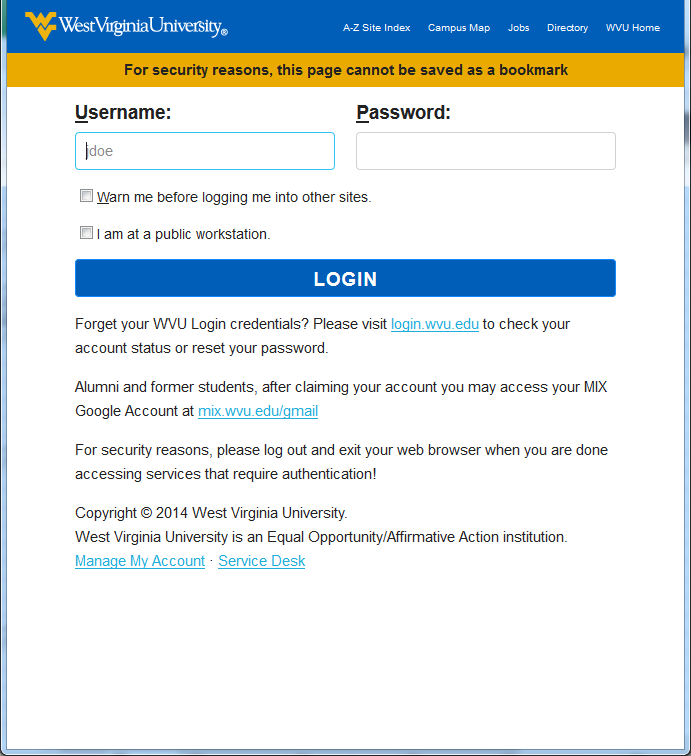 WestVirginiaUniversity®
A-Z Site Index Campus Map Jobs Directory WVU Home
For security reasons, this page cannot be saved as a bookmark
Username: Password:
jdoe
Warn me before logging me into other sites.
I am at a public workstation.
LOGIN
Forget your WVU Login credentials? Please visit login.wvu.edu to check your
account status or reset your password.
Alumni and former students, after claiming your account you may access your MIX
Google Account at mix.wvu.edu/gmail
For security reasons, please log out and exit your web browser when you are done
accessing services that require authentication!
Copyright © 2014 West Virginia University.
West Virginia University is an Equal Opportunity/Affirmative Action institution.
Manage My Account · Service Desk